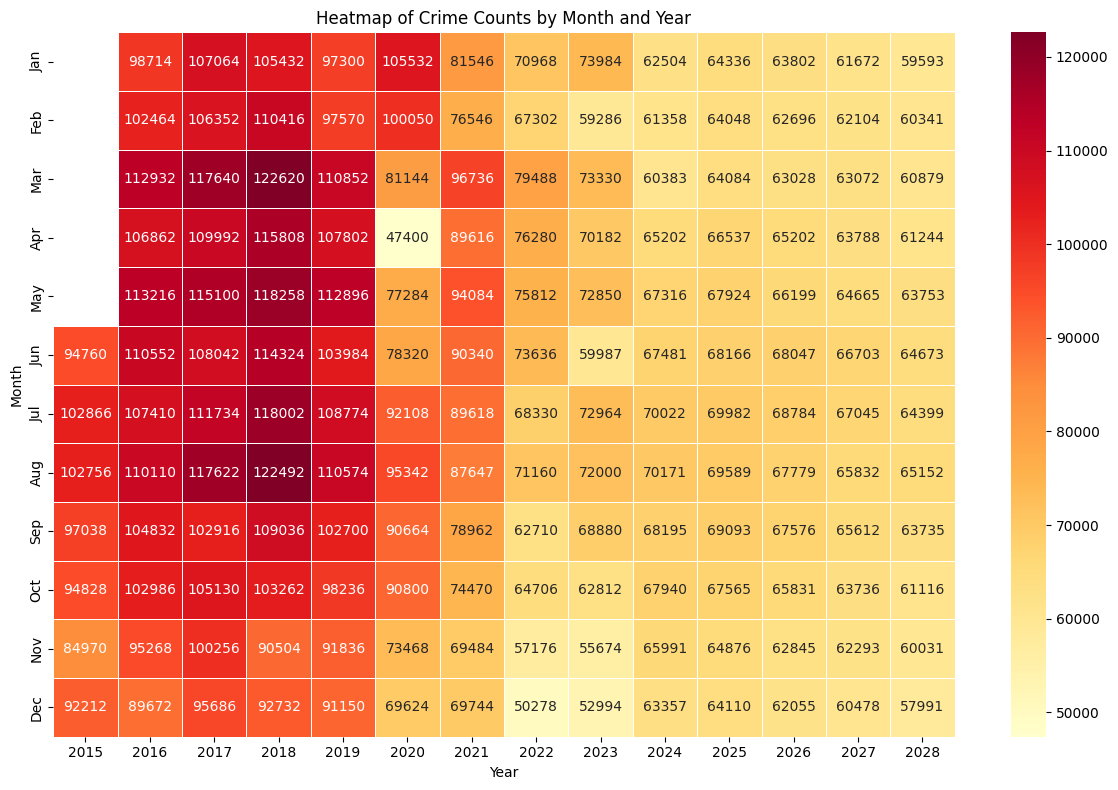 Heatmap of Crime Counts by Month and Year
Jan 98714 107064 105432 97300 105532 81546 70968 73984 62504 64336 63802 61672 59593
Feb 102464 106352 110416 97570 100050 76546 67302 59286 61358 64048 62696 62104 60341
Mar 112932 117640 122620 110852 81144 96736 79488 73330 60383 64084 63028 63072 60879
Apr 106862 109992 115808 107802 47400 89616 76280 70182 65202 66537 65202 63788 61244
May 113216 115100 118258 112896 77284 94084 75812 72850 67316 67924 66199 64665 63753
Jun 94760 110552 108042 114324 103984 78320 90340 73636 59987 67481 68166 68047 66703 64673
Jul 102866 107410 111734 118002 108774 92108 89618 68330 72964 70022 69982 68784 67045 64399
Aug 102756 110110 117622 122492 110574 95342 87647 71160 72000 70171 69589 67779 65832 65152
Sep 97038 104832 102916 109036 102700 90664 78962 62710 68880 68195 69093 67576 65612 63735
Oct 94828 102986 105130 103262 98236 90800 74470 64706 62812 67940 67565 65831 63736 61116
Nov 84970 95268 100256 90504 91836 73468 69484 57176 55674 65991 64876 62845 62293 60031
Dec 92212 89672 95686 92732 91150 69624 69744 50278 52994 63357 64110 62055 60478 57991
2015 2016 2017 2018 2019 2020 2021 2022 2023 2024 2025 2026 2027 2028
Year
Month
120000
110000
100000
90000
80000
70000
60000
50000